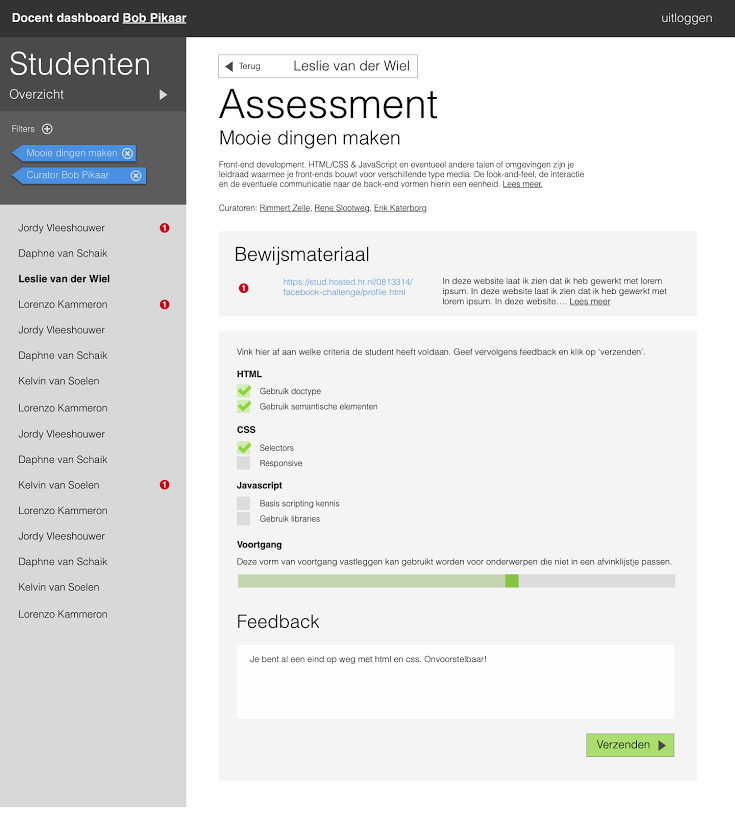 Docent dashboard Bob Pikaar
uitloggen
Studenten
Overzicht
Filters
Mooie dingen maken
Curator Bob Pikaar
Jordy Vleeshouwer 1
Daphne van Schaik
Leslie van der Wiel
Lorenzo Kammeron 1
Jordy Vleeshouwer
Daphne van Schaik
Kelvin van Soelen
Lorenzo Kammeron
Jordy Vleeshouwer
Daphne van Schaik
Kelvin van Soelen 1
Lorenzo Kammeron
Jordy Vleeshouwer
Daphne van Schaik
Kelvin van Soelen
Lorenzo Kammeron
Terug Leslie van der Wiel
Assessment
Mooie dingen maken
Front-end development. HTML/CSS & JavaScript en eventueel andere talen of omgevingen zijn je
leidraad waarmee je front-ends bouwt voor verschillende type media. De look-and-feel, de interactie
en de eventuele communicatie naar de back-end vormen hierin een eenheid. Lees meer.
Curatoren: Rimmert Zelle, Rene Slootweg, Erik Katerborg
Bewijsmateriaal
1
https://stud.hosted.hr.nl/0813314/
facebook-challenge/profile.html
In deze website laat ik zien dat ik heb gewerkt met lorem
ipsum. In deze website laat ik zien dat ik heb gewerkt met
lorem ipsum. In deze website.... Lees meer
Vink hier af aan welke criteria de student heeft voldaan. Geef vervolgens feedback en klik op ‘verzenden’.
HTML
Gebruik doctype
Gebruik semantische elementen
CSS
Selectors
Responsive
Javascript
Basis scripting kennis
Gebruik libraries
Voortgang
Deze vorm van voortgang vastleggen kan gebruikt worden voor onderwerpen die niet in een afvinklijstje passen.
Feedback
Je bent al een eind op weg met html en css. Onvoorstelbaar!
Verzenden